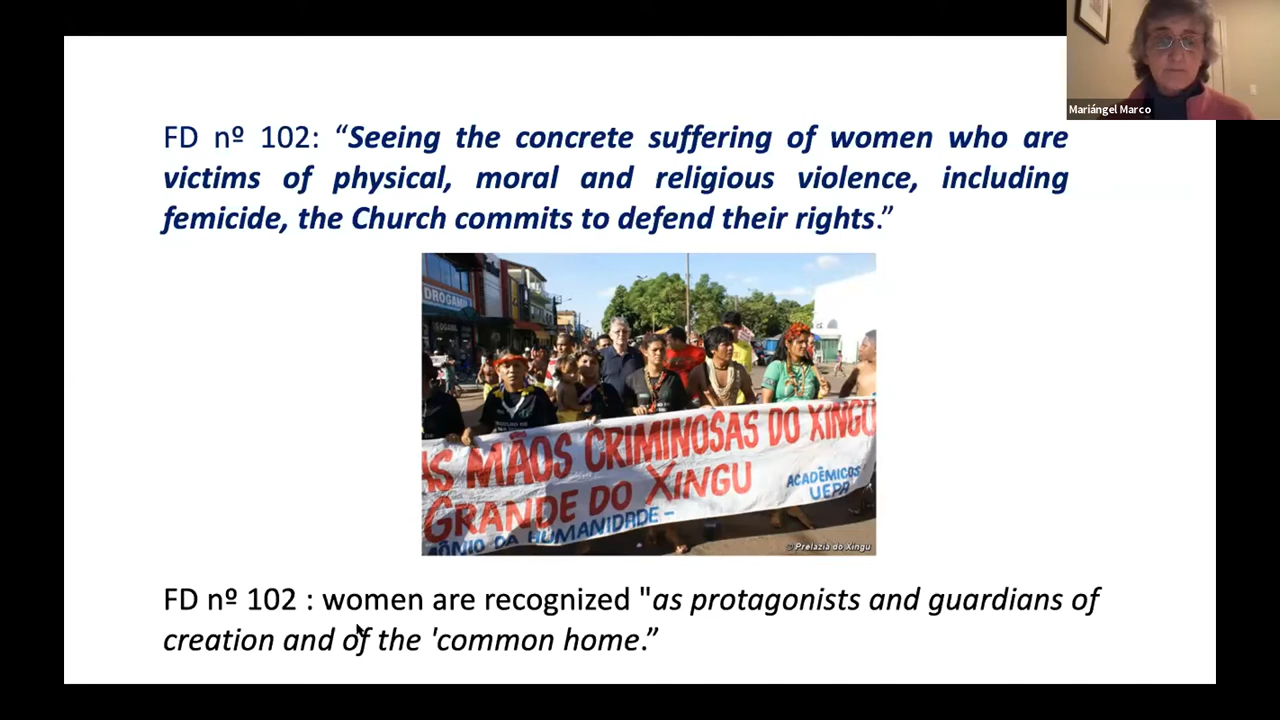 Mariángel Marco
FD nº 102: “Seeing the concrete suffering of women who are
victims of physical, moral and religious violence, including
femicide, the Church commits to defend their rights.”
DROGAMIL
AS MÃOS CRIMINOSAS DO XINGU
GRANDE DO XINGU
ACADÊMICOS
UEPA
MÔNIO DA HUMANIDADE –
© Prelazia do Xingu
FD nº 102 : women are recognized "as protagonists and guardians of
creation and of the 'common home.”